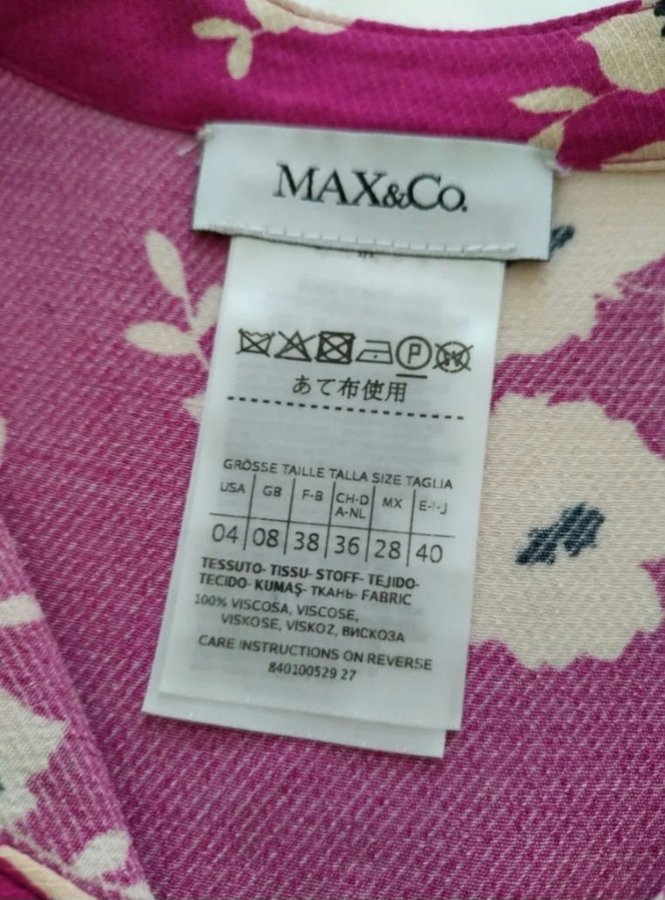 MAX&Co.
P
あて布使用
GRÖSSE TAILLE TALLA SIZE TAGLIA
USA GB F-B CH-D A-NL MX E-I-J
04 08 38 36 28 40
TESSUTO- TISSU- STOFF- TEJIDO-
TECIDO- KUMAŞ- ТКАНЬ- FABRIC
100% VISCOSA, VISCOSE,
VISKOSE, VISKOZ, ВИСКОЗА
CARE INSTRUCTIONS ON REVERSE
840100529 27